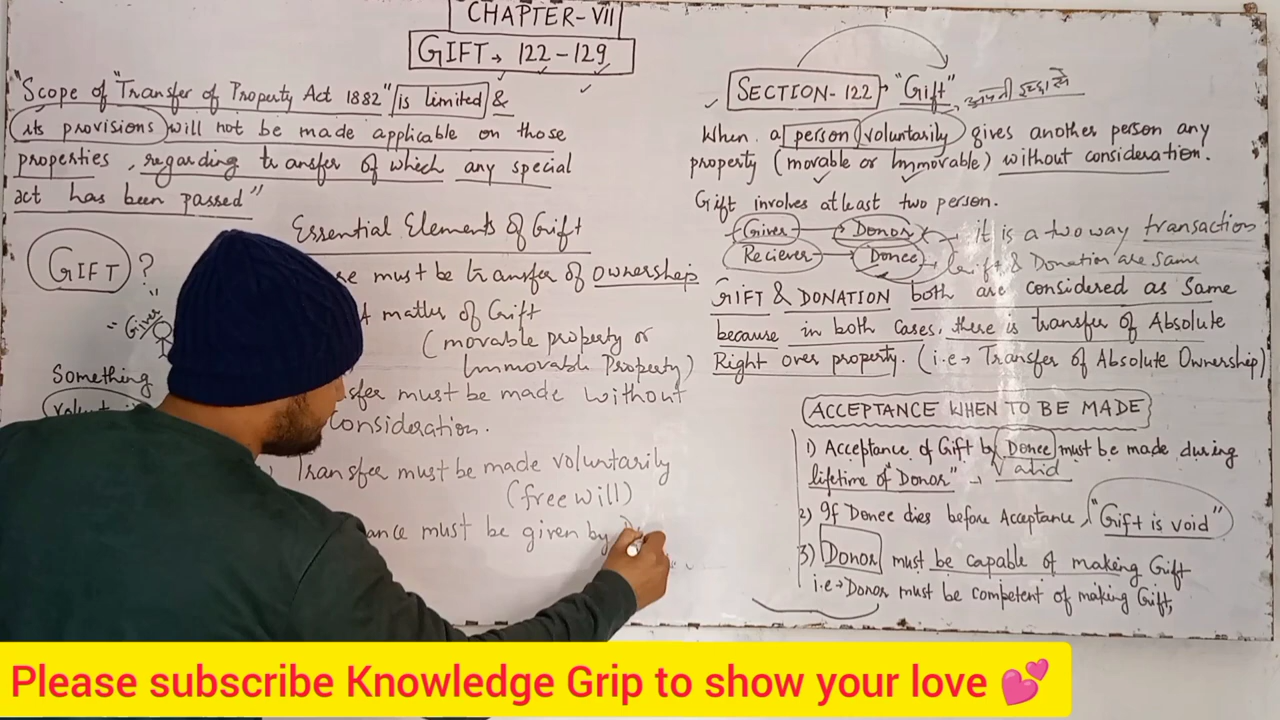 CHAPTER-VII
GIFT → 122-129
"Scope of "Transfer of Property Act 1882" is limited &
its provisions will not be made applicable on those
properties, regarding transfer of which any special
act has been passed"
Essential Elements of Grift
GIFT ?
re must be transfer of ownership
"Giver"
matter of Grift
(movable property or
Immovable Property)
Something
sfer must be made without
consideration.
Transfer must be made voluntarily
(free will)
ance must be given by
SECTION-122 → "Gift"
When a person voluntarily gives another person any
property (movable or Immovable) without consideration.
Gift involves atleast two person.
Giver → Donor → it is a two way transaction
Reciever → Donee → Gift & Donation are Same
GIFT & DONATION both are considered as Same
because in both cases, there is transfer of Absolute
Right over property. (i.e → Transfer of Absolute Ownership)
ACCEPTANCE WHEN TO BE MADE
1) Acceptance of Gift by Donee must be made during
lifetime of "Donor" → Valid
2) If Donee dies before Acceptance, "Gift is void"
3) Donor must be capable of making Gift
i.e → Donor must be competent of making Gift,
Please subscribe Knowledge Grip to show your love 💕